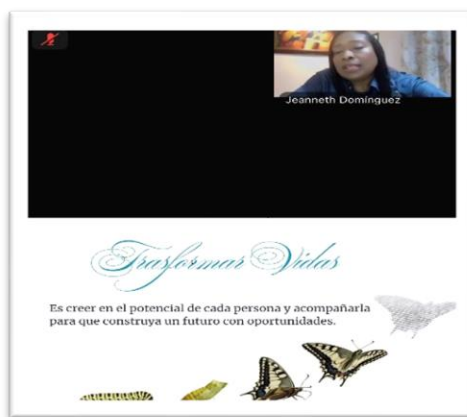 Jeanneth Domínguez
Trasformar Vidas
Es creer en el potencial de cada persona y acompañarla
para que construya un futuro con oportunidades.